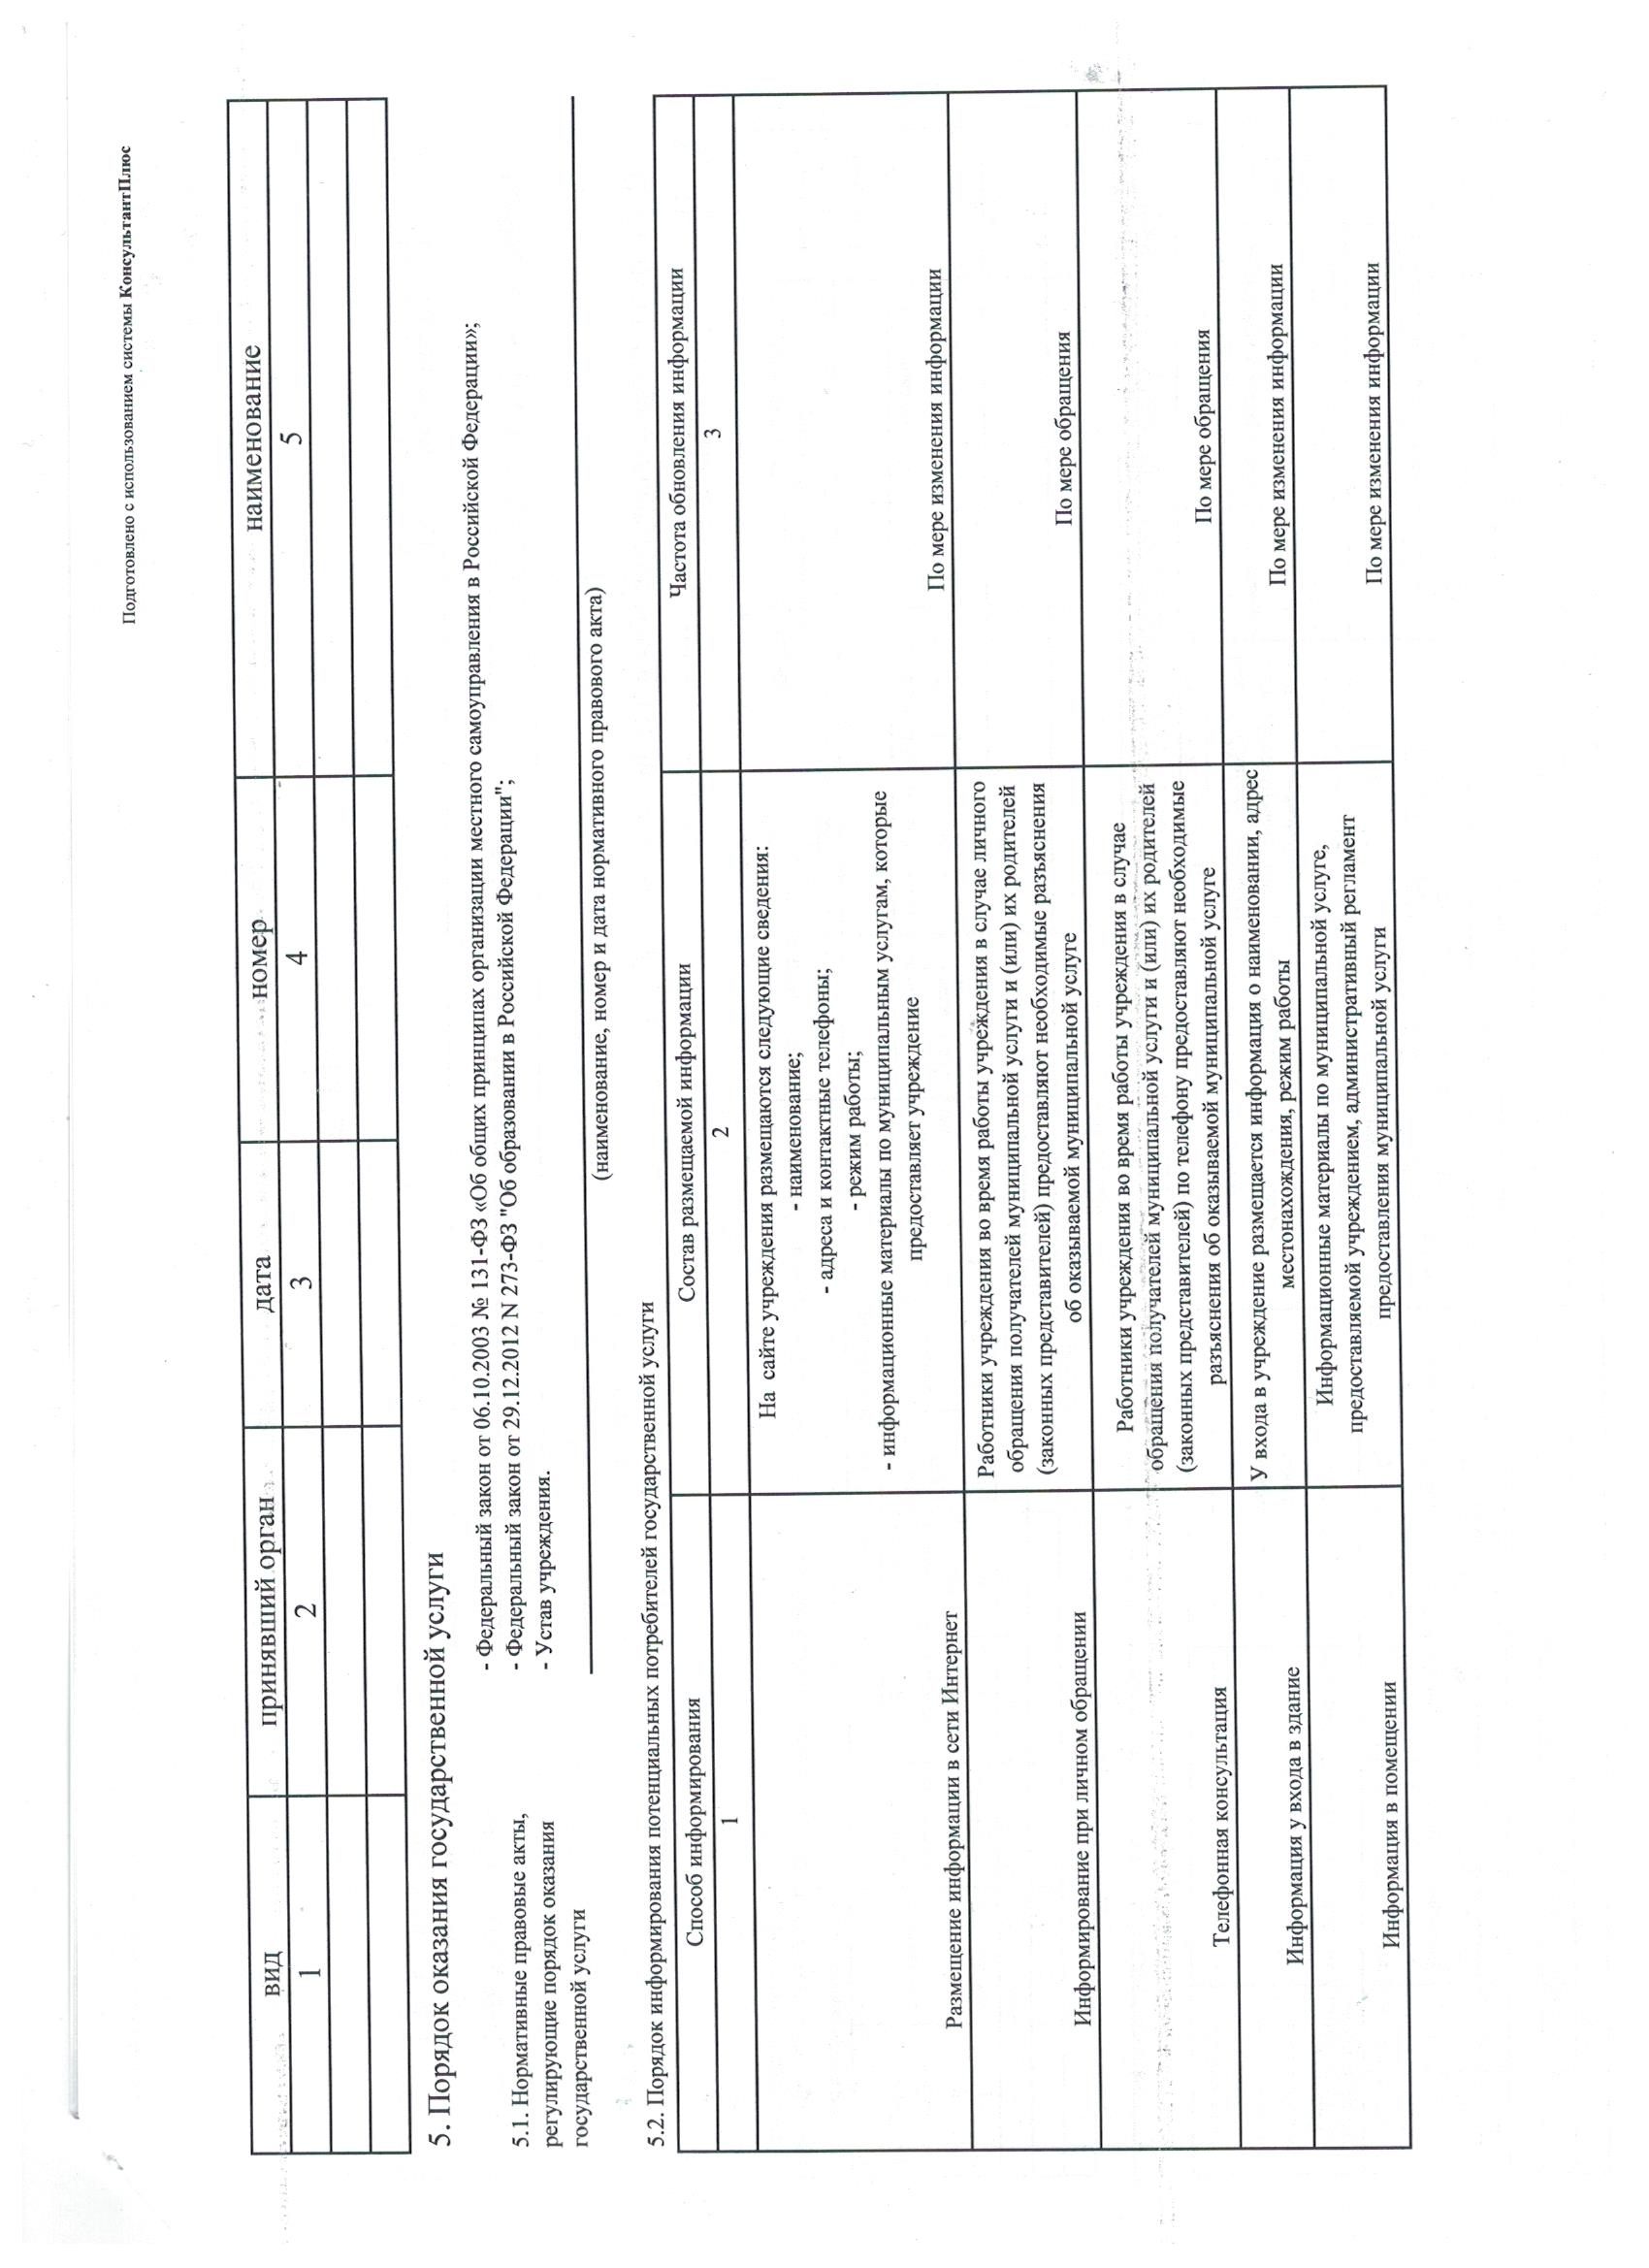 Подготовлено с использованием системы КонсультантПлюс
вид принявший орган дата номер наименование
1 2 3 4 5
5. Порядок оказания государственной услуги
5.1. Нормативные правовые акты,
регулирующие порядок оказания
государственной услуги
- Федеральный закон от 06.10.2003 № 131-ФЗ «Об общих принципах организации местного самоуправления в Российской Федерации»;
- Федеральный закон от 29.12.2012 N 273-ФЗ "Об образовании в Российской Федерации";
- Устав учреждения.
(наименование, номер и дата нормативного правового акта)
5.2. Порядок информирования потенциальных потребителей государственной услуги
Способ информирования Состав размещаемой информации Частота обновления информации
1 2 3
На сайте учреждения размещаются следующие сведения:
- наименование;
- адреса и контактные телефоны;
- режим работы;
- информационные материалы по муниципальным услугам, которые
предоставляет учреждение
Размещение информации в сети Интернет По мере изменения информации
Работники учреждения во время работы учреждения в случае личного
обращения получателей муниципальной услуги и (или) их родителей
(законных представителей) предоставляют необходимые разъяснения
об оказываемой муниципальной услуге
Информирование при личном обращении По мере обращения
Работники учреждения во время работы учреждения в случае
обращения получателей муниципальной услуги и (или) их родителей
(законных представителей) по телефону предоставляют необходимые
разъяснения об оказываемой муниципальной услуге
Телефонная консультация По мере обращения
У входа в учреждение размещается информация о наименовании, адрес
местонахождения, режим работы
Информация у входа в здание По мере изменения информации
Информационные материалы по муниципальной услуге,
предоставляемой учреждением, административный регламент
предоставления муниципальной услуги
Информация в помещении По мере изменения информации